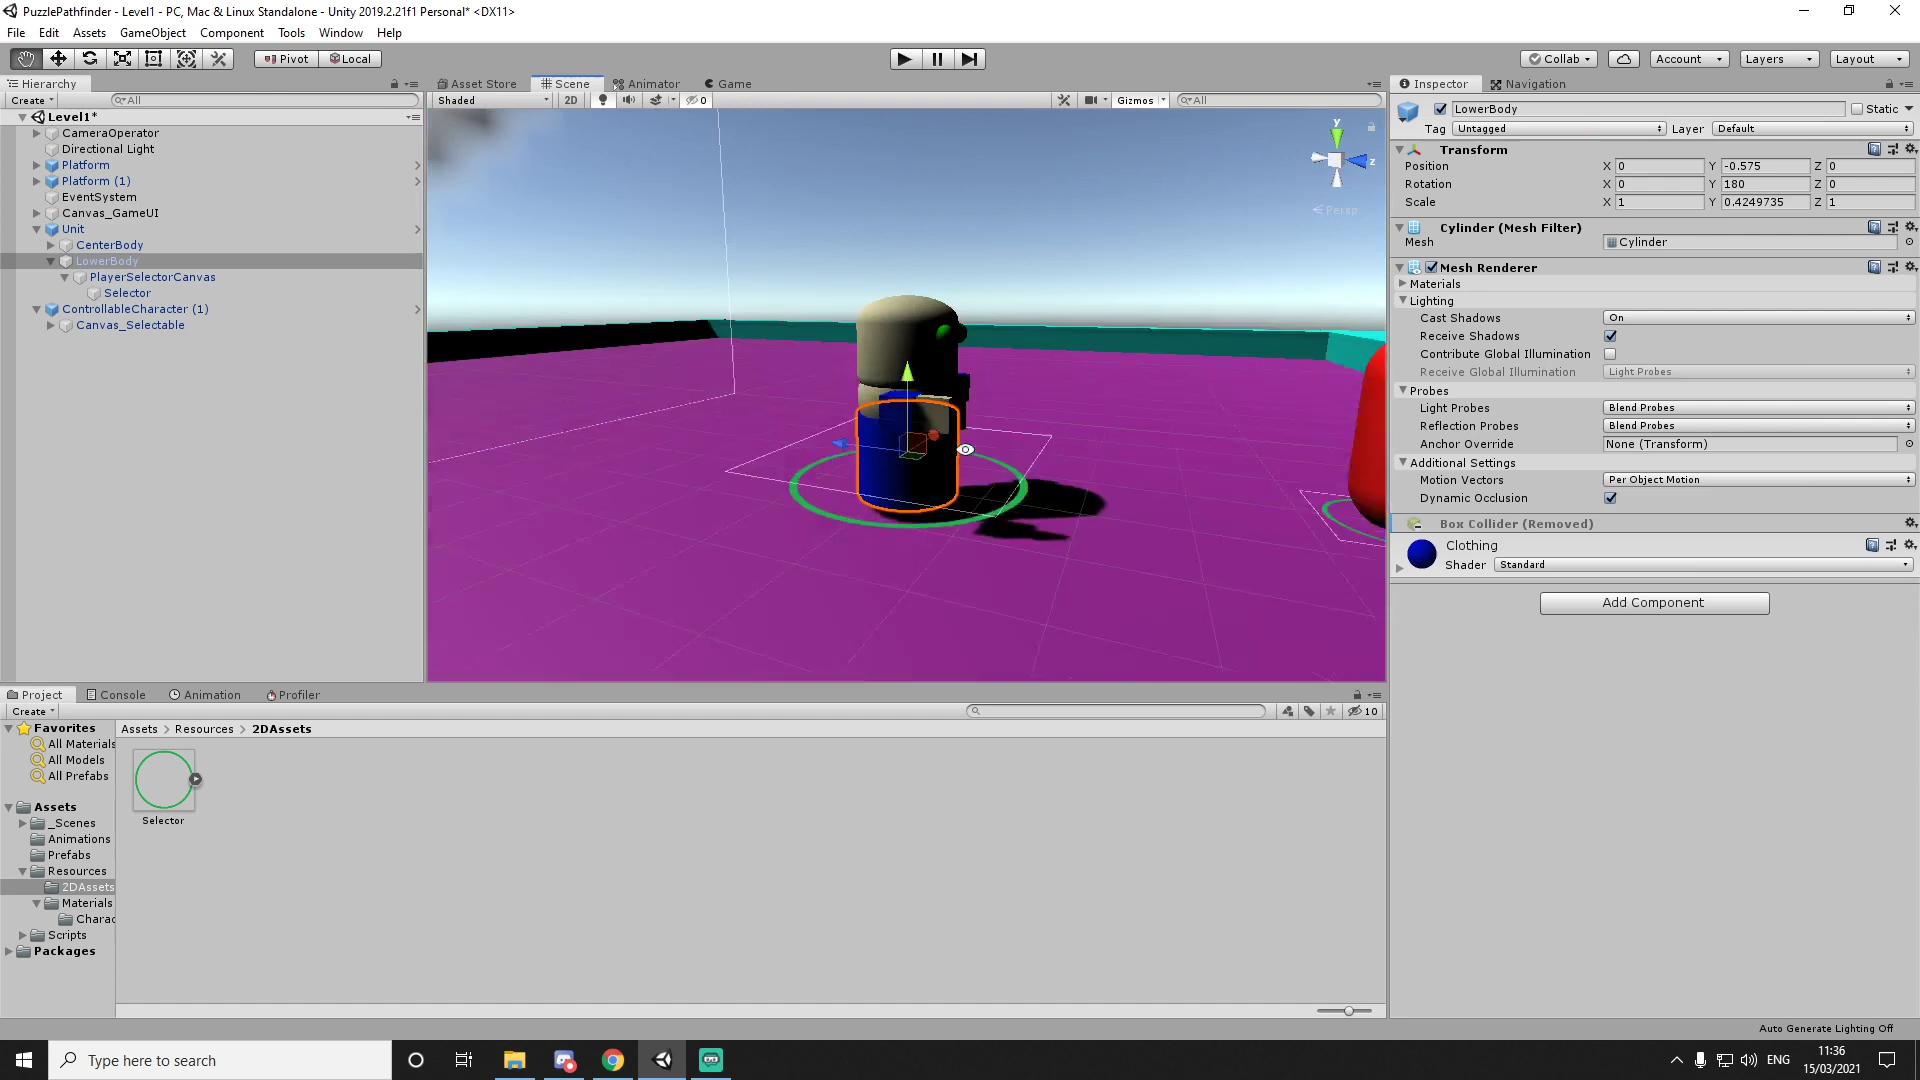 PuzzlePathfinder - Level1 - PC, Mac & Linux Standalone - Unity 2019.2.21f1 Personal* <DX11>
File Edit Assets GameObject Component Tools Window Help
Pivot Local Collab Account Layers Layout
Hierarchy
Create All
Level1*
CameraOperator
Directional Light
Platform
Platform (1)
EventSystem
Canvas_GameUI
Unit
CenterBody
LowerBody
PlayerSelectorCanvas
Selector
ControllableCharacter (1)
Canvas_Selectable
Asset Store Scene Animator Game
Shaded 2D 0 Gizmos All
y
z
Persp
Inspector Navigation
LowerBody Static
Tag Untagged Layer Default
Transform
Position X 0 Y -0.575 Z 0
Rotation X 0 Y 180 Z 0
Scale X 1 Y 0.4249735 Z 1
Cylinder (Mesh Filter)
Mesh Cylinder
Mesh Renderer
Materials
Lighting
Cast Shadows On
Receive Shadows
Contribute Global Illumination
Receive Global Illumination Light Probes
Probes
Light Probes Blend Probes
Reflection Probes Blend Probes
Anchor Override None (Transform)
Additional Settings
Motion Vectors Per Object Motion
Dynamic Occlusion
Box Collider (Removed)
Clothing
Shader Standard
Add Component
Project Console Animation Profiler
Create 10
Favorites
All Materials
All Models
All Prefabs
Assets
_Scenes
Animations
Prefabs
Resources
2DAssets
Materials
Charac
Scripts
Packages
Assets > Resources > 2DAssets
Selector
Auto Generate Lighting Off
Type here to search
ENG
11:36
15/03/2021